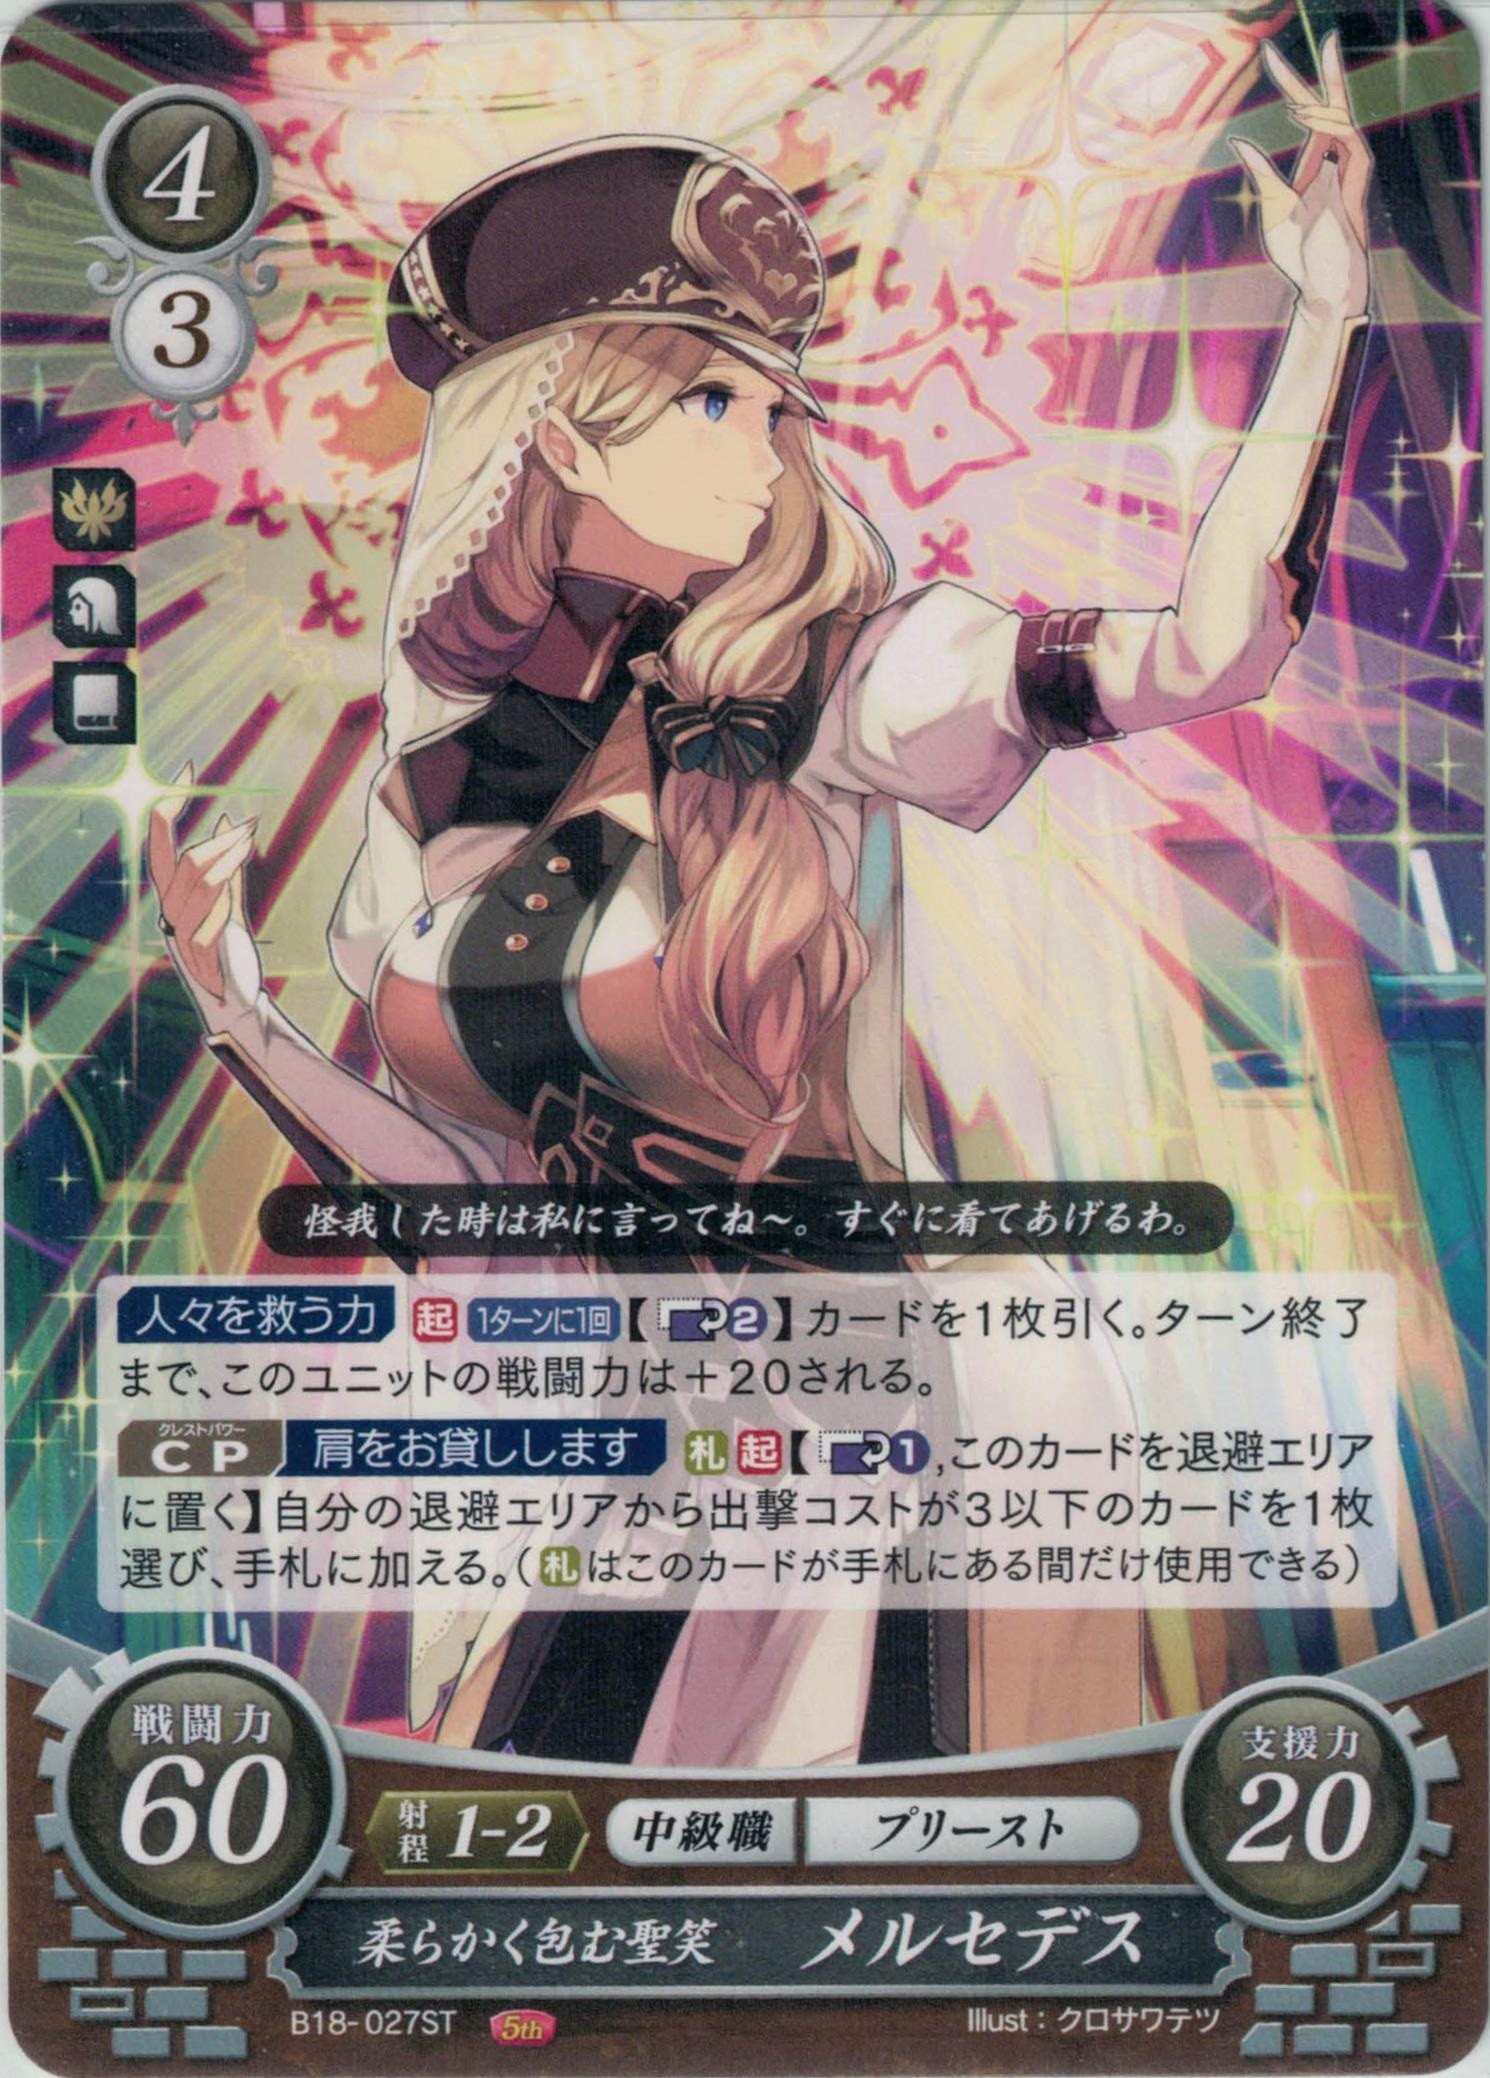 4
3
怪我した時は私に言ってね～。すぐに看てあげるわ。
人々を救う力 起 1ターンに1回【2】カードを1枚引く。ターン終了
まで、このユニットの戦闘力は＋20される。
クレストパワー
CP 肩をお貸しします 札 起【1,このカードを退避エリア
に置く】自分の退避エリアから出撃コストが3以下のカードを1枚
選び、手札に加える。（札はこのカードが手札にある間だけ使用できる）
戦闘力
60
射程 1-2 中級職 プリースト
支援力
20
柔らかく包む聖笑 メルセデス
B18-027ST 5th Illust：クロサワテツ